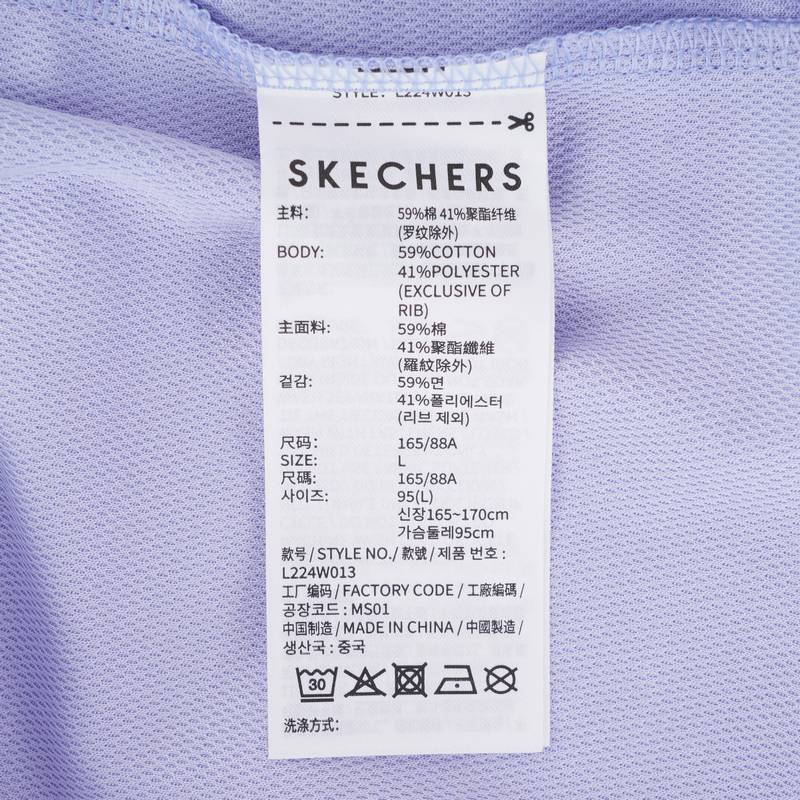 STYLE: L224W013
SKECHERS
主料: 59%棉 41%聚酯纤维
(罗纹除外)
BODY: 59%COTTON
41%POLYESTER
(EXCLUSIVE OF
RIB)
主面料: 59%棉
41%聚酯纖維
(羅紋除外)
겉감: 59%면
41%폴리에스터
(리브 제외)
尺码: 165/88A
SIZE: L
尺碼: 165/88A
사이즈: 95(L)
신장165~170cm
가슴둘레95cm
款号 / STYLE NO./ 款號 / 제품 번호 :
L224W013
工厂编码 / FACTORY CODE / 工廠編碼 /
공장코드 : MS01
中国制造 / MADE IN CHINA / 中國製造 /
생산국 : 중국
30
洗涤方式: